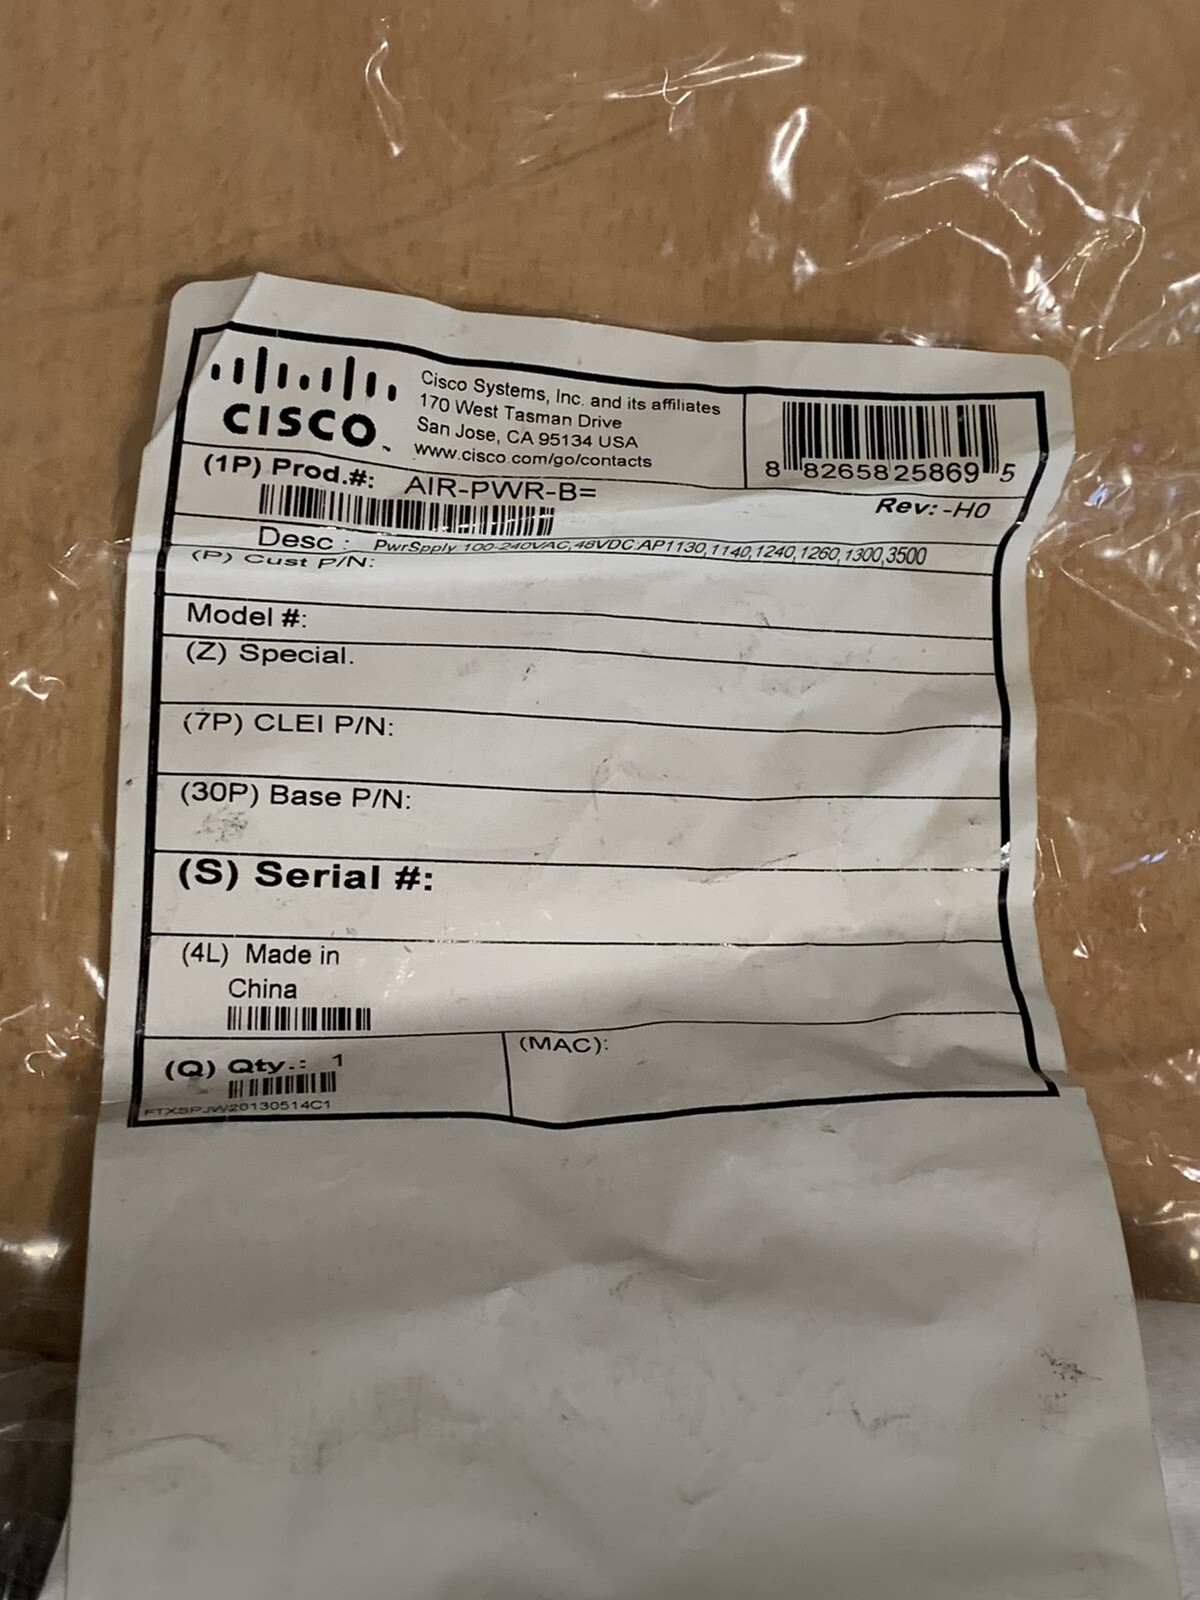 CISCO
Cisco Systems, Inc. and its affiliates
170 West Tasman Drive
San Jose, CA 95134 USA
www.cisco.com/go/contacts
8 82658 25869 5
(1P) Prod.#: AIR-PWR-B=
Rev: -H0
Desc : PwrSpply 100-240VAC,48VDC AP1130,1140,1240,1260,1300,3500
(P) Cust P/N:
Model #:
(Z) Special.
(7P) CLEI P/N:
(30P) Base P/N:
(S) Serial #:
(4L) Made in
China
(Q) Qty.: 1
(MAC):
FTXSPJW20130514C1